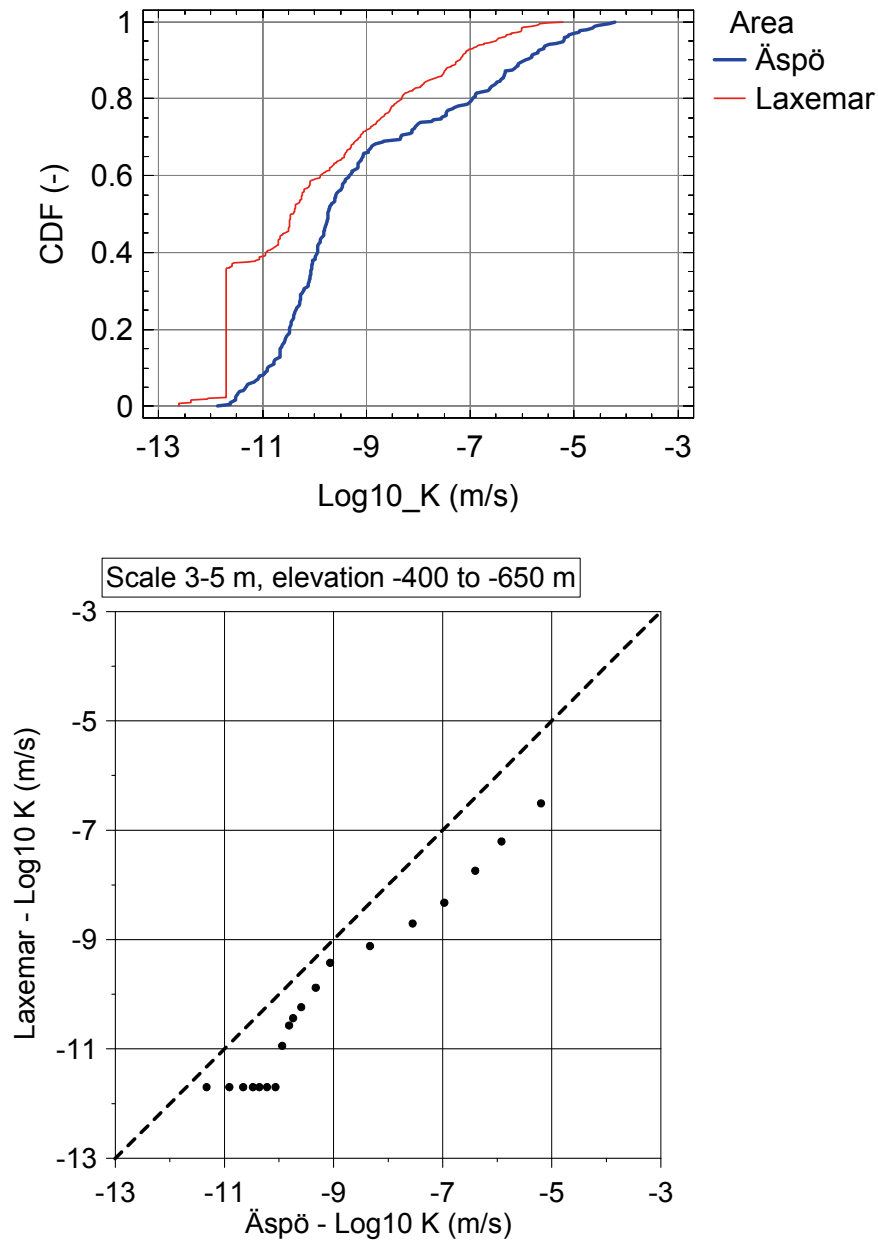 Area
Äspö
Laxemar
1
0.8
0.6
0.4
0.2
0
CDF (-)
-13 -11 -9 -7 -5 -3
Log10_K (m/s)
Scale 3-5 m, elevation -400 to -650 m
-3
-5
-7
-9
-11
-13
Laxemar - Log10 K (m/s)
-13 -11 -9 -7 -5 -3
Äspö - Log10 K (m/s)